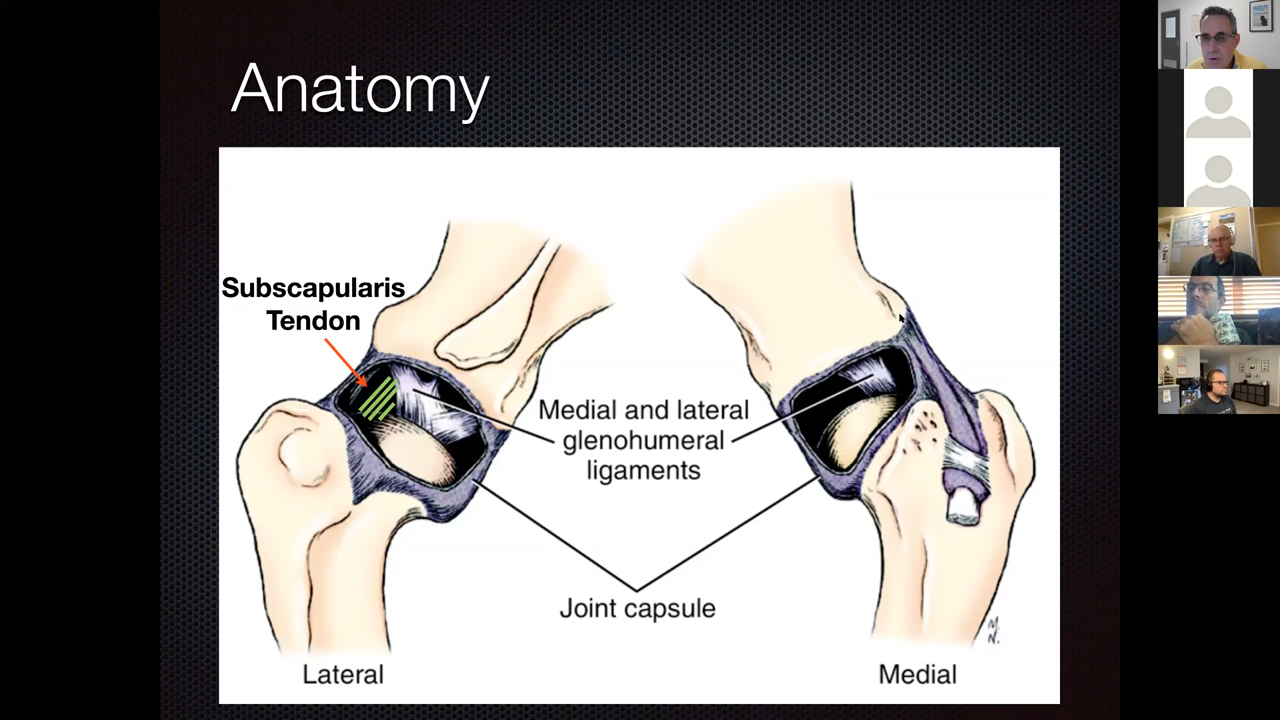 Anatomy
Subscapularis
Tendon
Medial and lateral
glenohumeral
ligaments
Joint capsule
Lateral
Medial
M.
N.